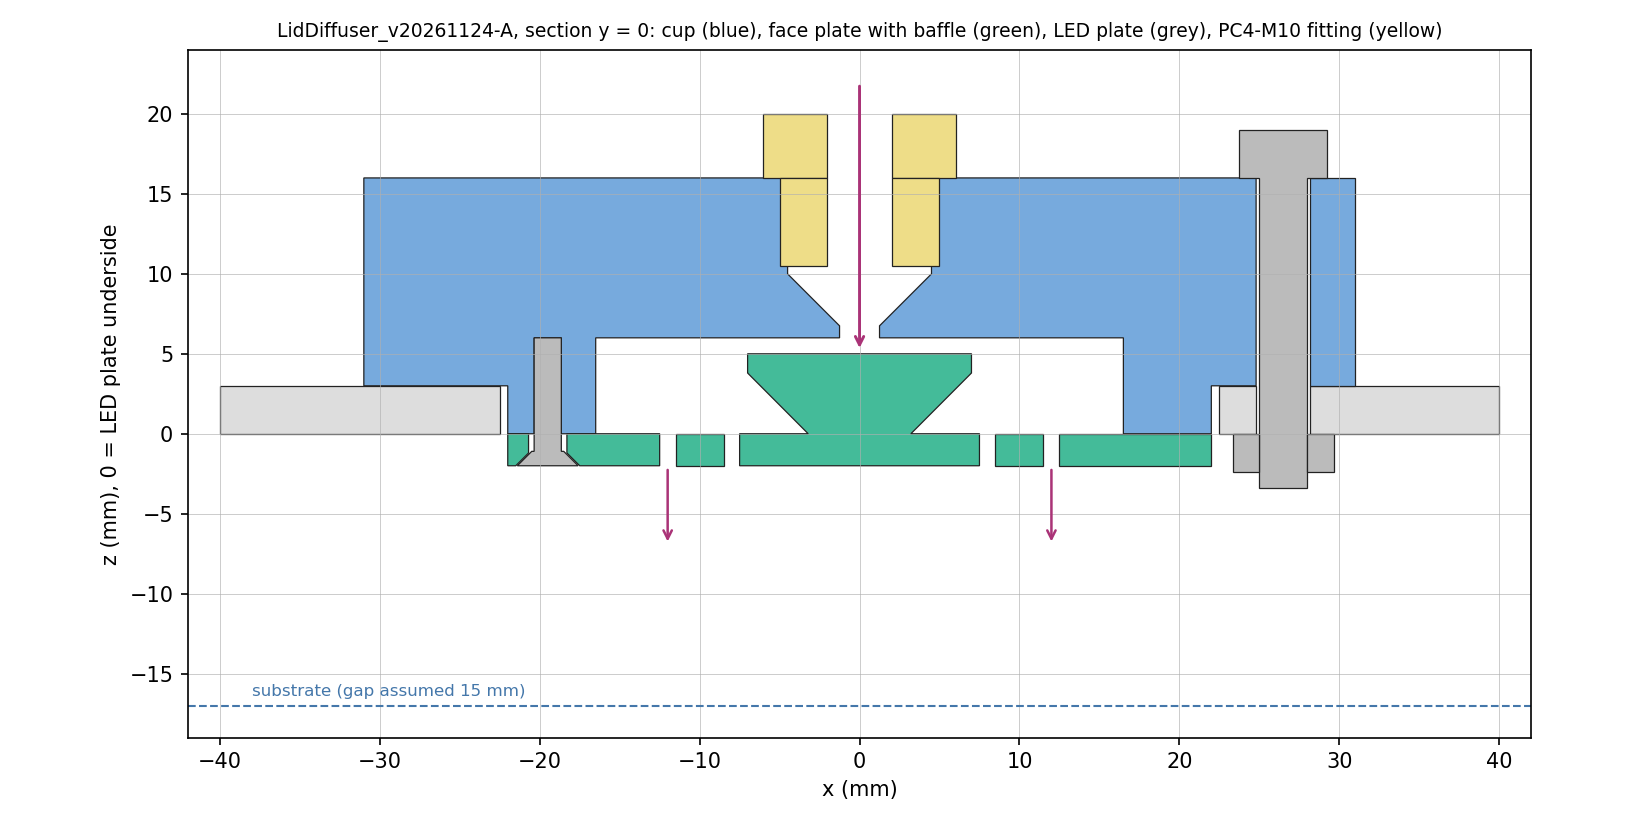 LidDiffuser_v20261124-A, section y = 0: cup (blue), face plate with baffle (green), LED plate (grey), PC4-M10 fitting (yellow)
20
15
10
5
0
−5
−10
−15
z (mm), 0 = LED plate underside
substrate (gap assumed 15 mm)
−40 −30 −20 −10 0 10 20 30 40
x (mm)